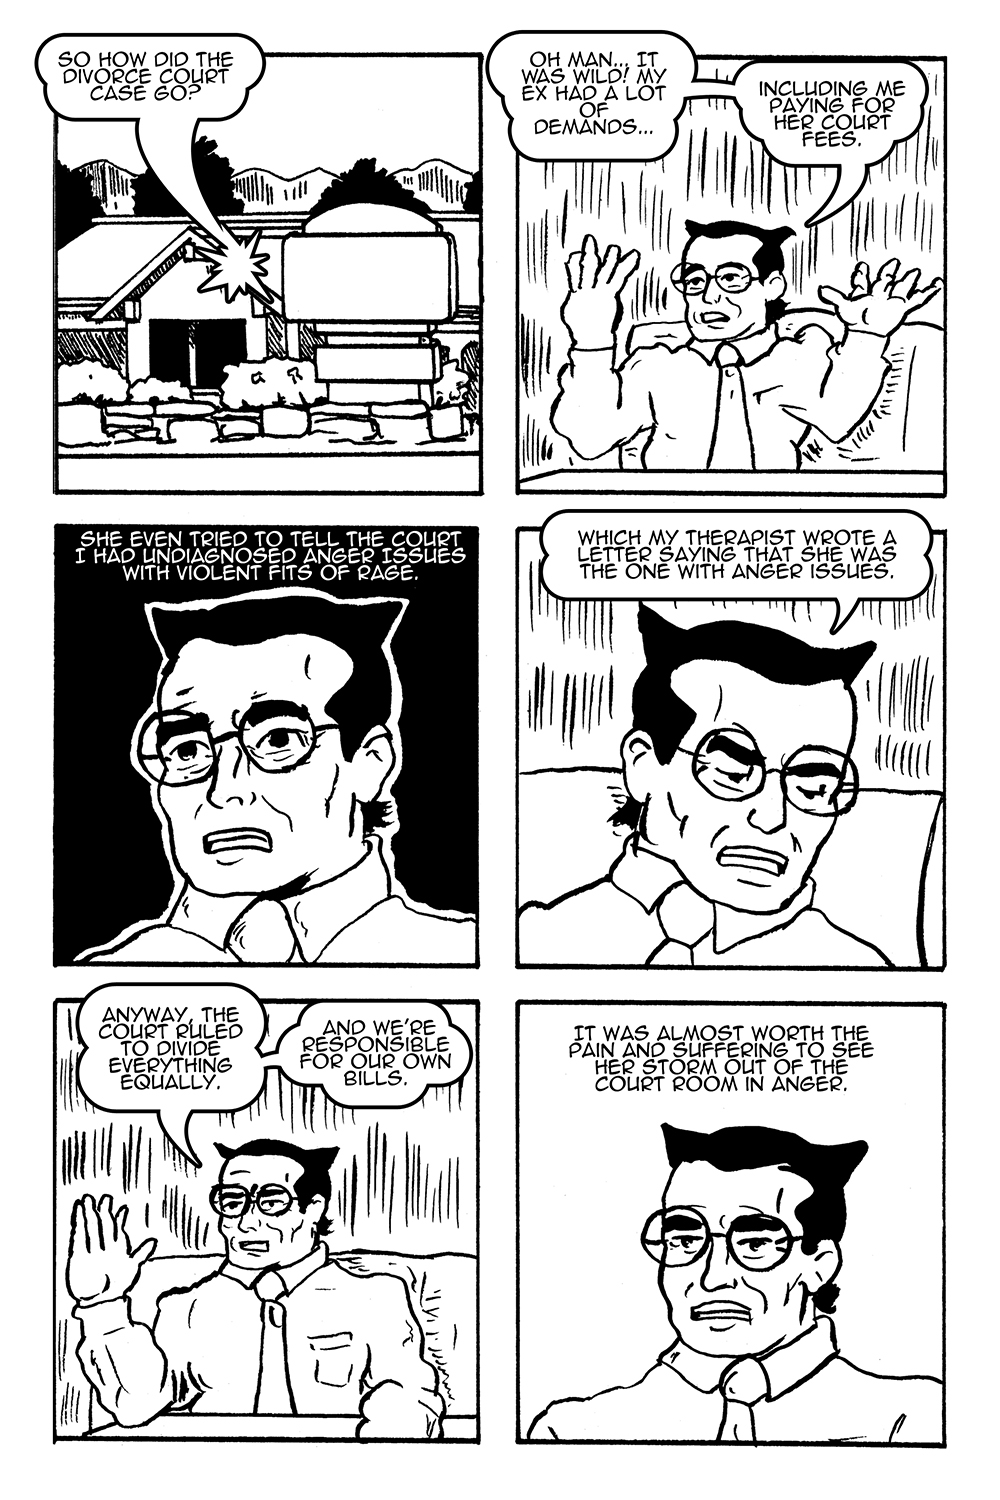 SO HOW DID THE
DIVORCE COURT
CASE GO?
OH MAN... IT
WAS WILD! MY
EX HAD A LOT
OF
DEMANDS...
INCLUDING ME
PAYING FOR
HER COURT
FEES.
SHE EVEN TRIED TO TELL THE COURT
I HAD UNDIAGNOSED ANGER ISSUES
WITH VIOLENT FITS OF RAGE.
WHICH MY THERAPIST WROTE A
LETTER SAYING THAT SHE WAS
THE ONE WITH ANGER ISSUES.
ANYWAY, THE
COURT RULED
TO DIVIDE
EVERYTHING
EQUALLY.
AND WE'RE
RESPONSIBLE
FOR OUR OWN
BILLS.
IT WAS ALMOST WORTH THE
PAIN AND SUFFERING TO SEE
HER STORM OUT OF THE
COURT ROOM IN ANGER.